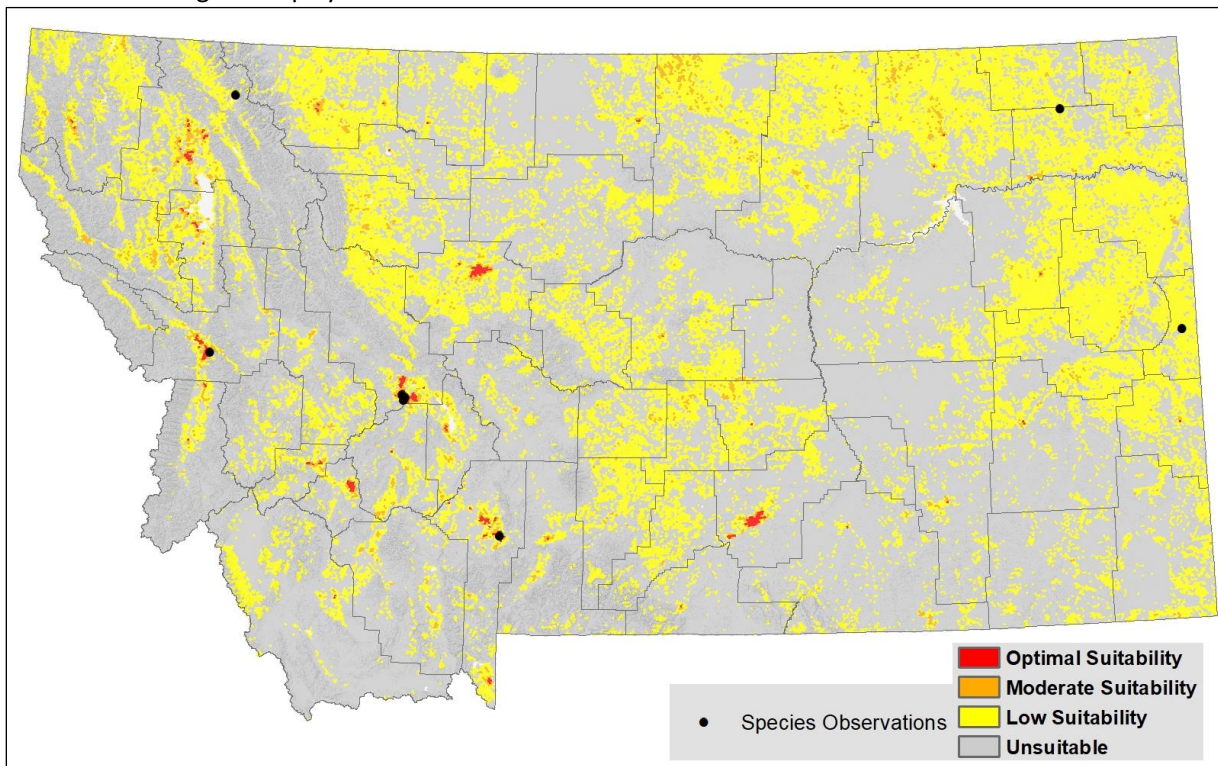 Optimal Suitability
Moderate Suitability
Species Observations
Low Suitability
Unsuitable